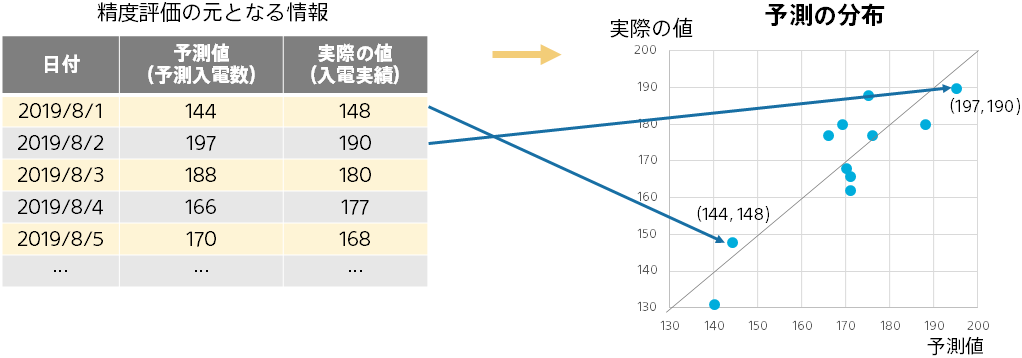 精度評価の元となる情報
日付 予測値 実際の値
(予測入電数) (入電実績)
2019/8/1 144 148
2019/8/2 197 190
2019/8/3 188 180
2019/8/4 166 177
2019/8/5 170 168
... ... ...
予測の分布
実際の値
200
190
180
170
160
150
140
130
130 140 150 160 170 180 190 200
予測値
(197, 190)
(144, 148)